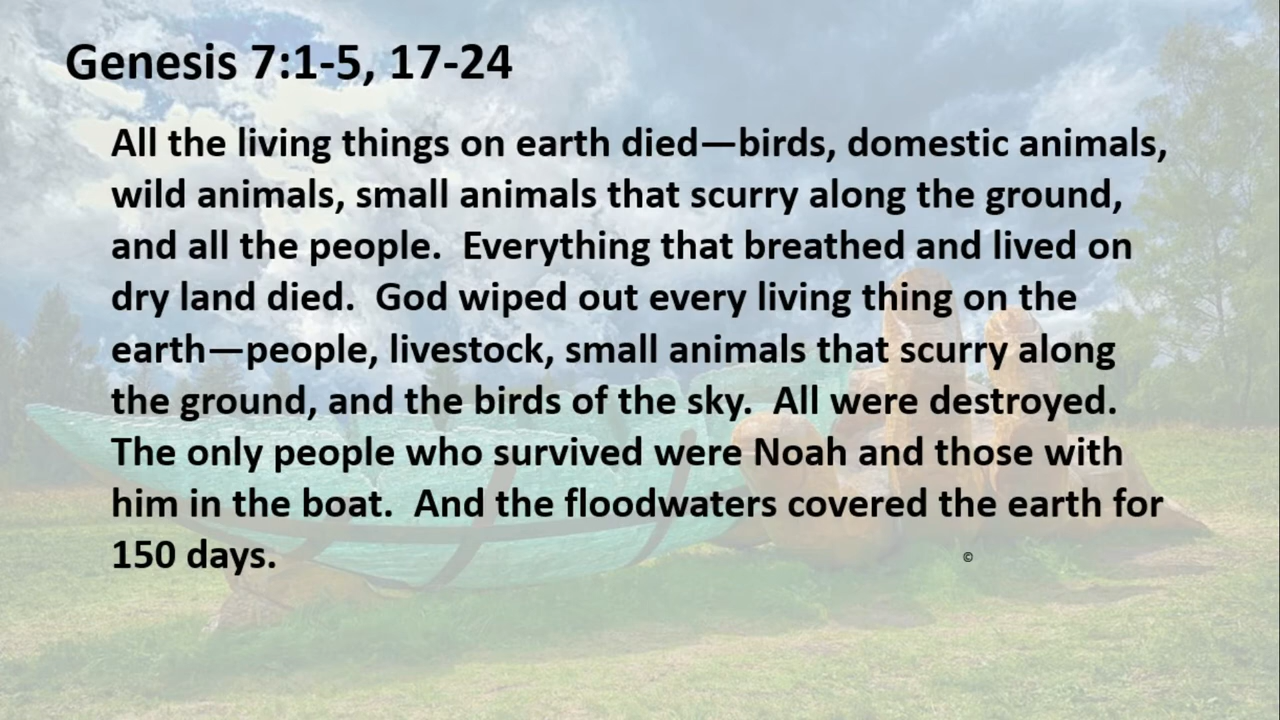 Genesis 7:1-5, 17-24
All the living things on earth died—birds, domestic animals,
wild animals, small animals that scurry along the ground,
and all the people.  Everything that breathed and lived on
dry land died.  God wiped out every living thing on the
earth—people, livestock, small animals that scurry along
the ground, and the birds of the sky.  All were destroyed.
The only people who survived were Noah and those with
him in the boat.  And the floodwaters covered the earth for
150 days.
©